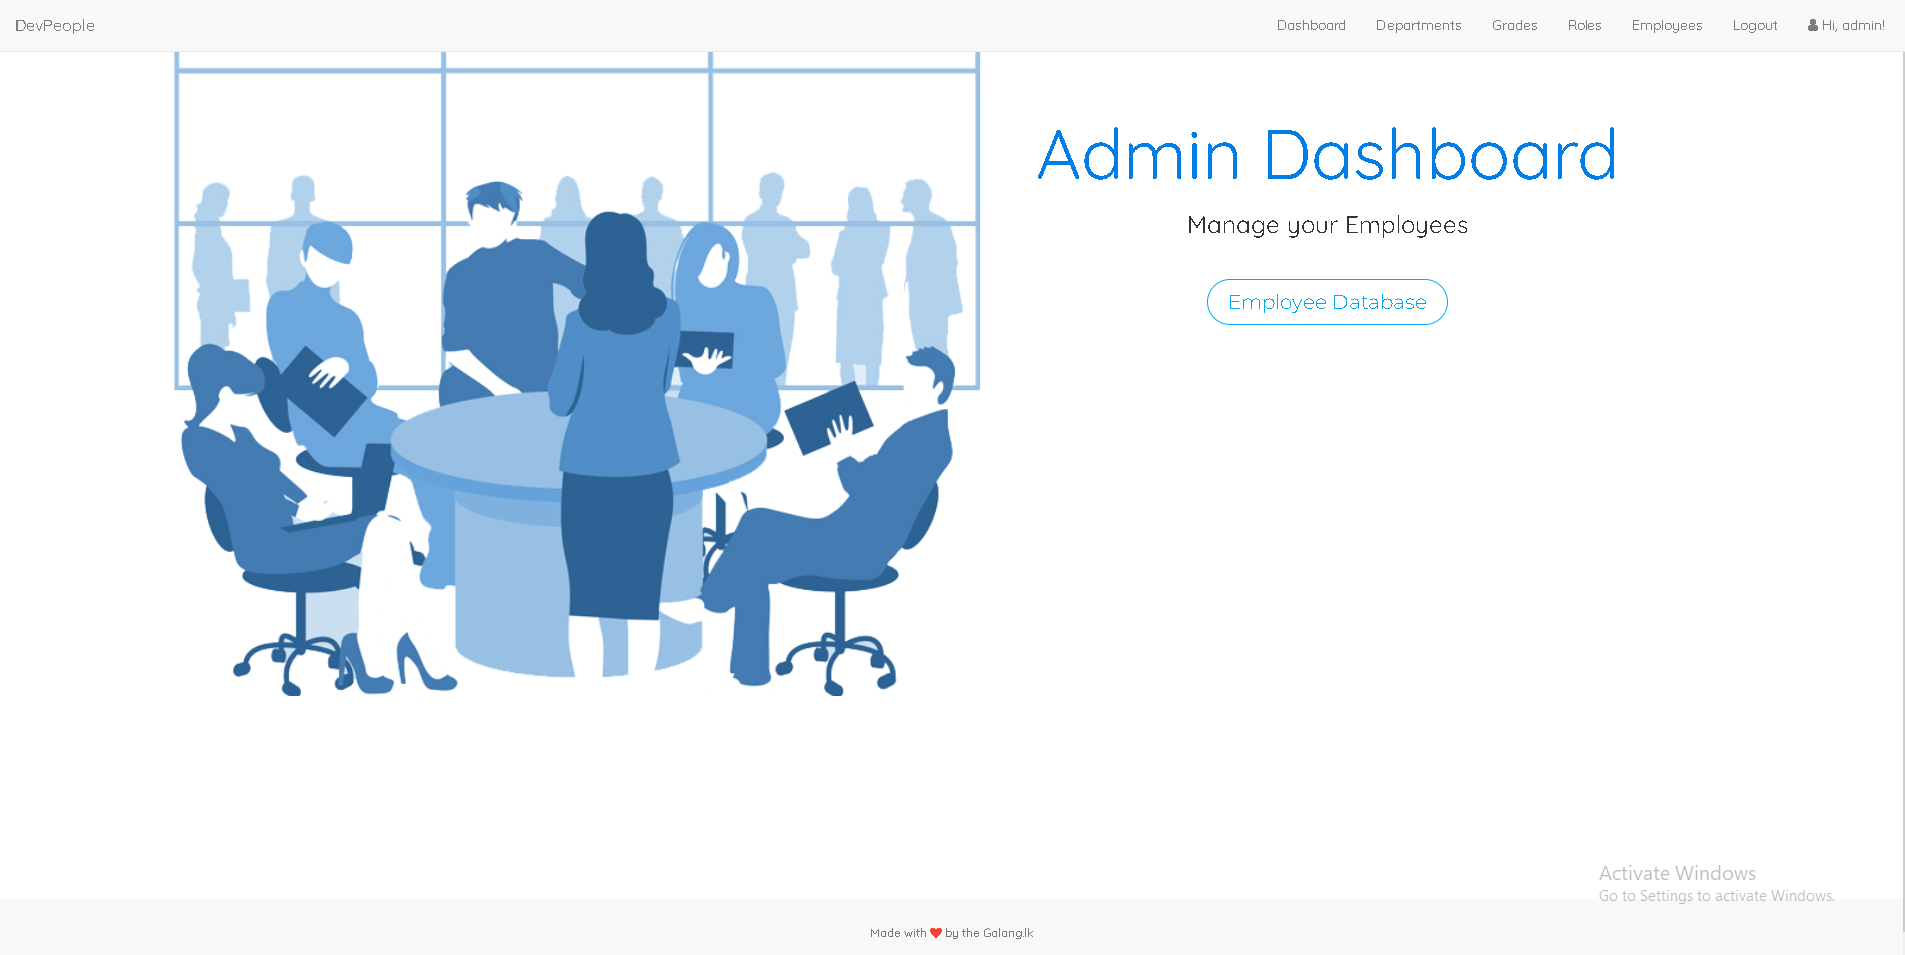 DevPeople
Dashboard Departments Grades Roles Employees Logout Hi, admin!
Admin Dashboard
Manage your Employees
Employee Database
Activate Windows
Go to Settings to activate Windows.
Made with ❤ by the Galang.lk